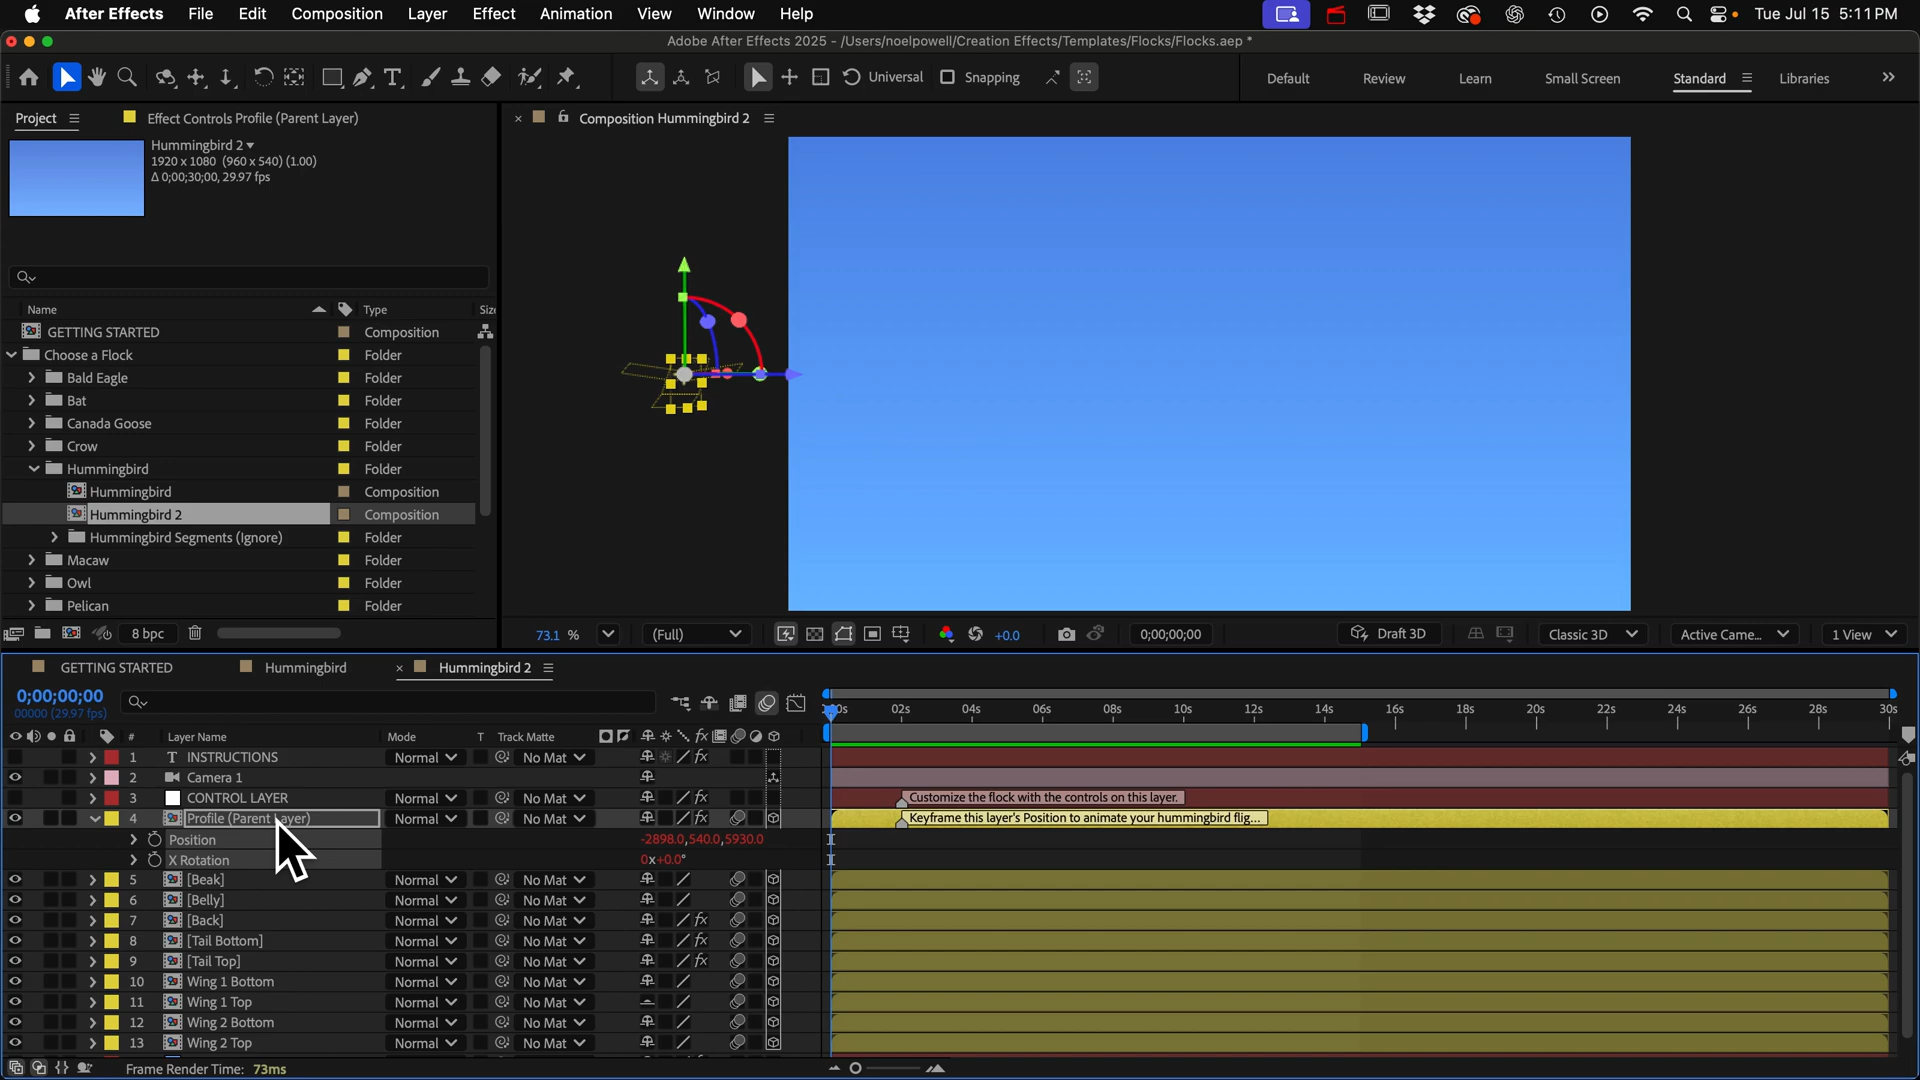 After Effects File Edit Composition Layer Effect Animation View Window Help Tue Jul 15 5:11 PM
Adobe After Effects 2025 - /Users/noelpowell/Creation Effects/Templates/Flocks/Flocks.aep *
Universal Snapping Default Review Learn Small Screen Standard Libraries
Project Effect Controls Profile (Parent Layer)
Composition Hummingbird 2
Hummingbird 2
1920 x 1080 (960 x 540) (1.00)
Δ 0;00;30;00, 29.97 fps
Name Type
GETTING STARTED Composition
Choose a Flock Folder
Bald Eagle Folder
Bat Folder
Canada Goose Folder
Crow Folder
Hummingbird Folder
Hummingbird Composition
Hummingbird 2 Composition
Hummingbird Segments (Ignore) Folder
Macaw Folder
Owl Folder
Pelican Folder
8 bpc
73.1 % (Full) +0.0 0;00;00;00 Draft 3D Classic 3D Active Came... 1 View
GETTING STARTED Hummingbird Hummingbird 2
0;00;00;00
00000 (29.97 fps)
02s 04s 06s 08s 10s 12s 14s 16s 18s 20s 22s 24s 26s 28s 30s
# Layer Name Mode T Track Matte
1 T INSTRUCTIONS Normal
2 Camera 1
3 CONTROL LAYER Normal Customize the flock with the controls on this layer.
4 Profile (Parent Layer) Normal Keyframe this layer's Position to animate your hummingbird flig...
Position -2898.0,540.0,5930.0
X Rotation 0x+0.0°
5 [Beak] Normal No Mat
6 [Belly] Normal No Mat
7 [Back] Normal No Mat
8 [Tail Bottom] Normal No Mat
9 [Tail Top] Normal No Mat
10 Wing 1 Bottom Normal No Mat
11 Wing 1 Top Normal No Mat
12 Wing 2 Bottom Normal No Mat
13 Wing 2 Top Normal No Mat
Frame Render Time: 73ms